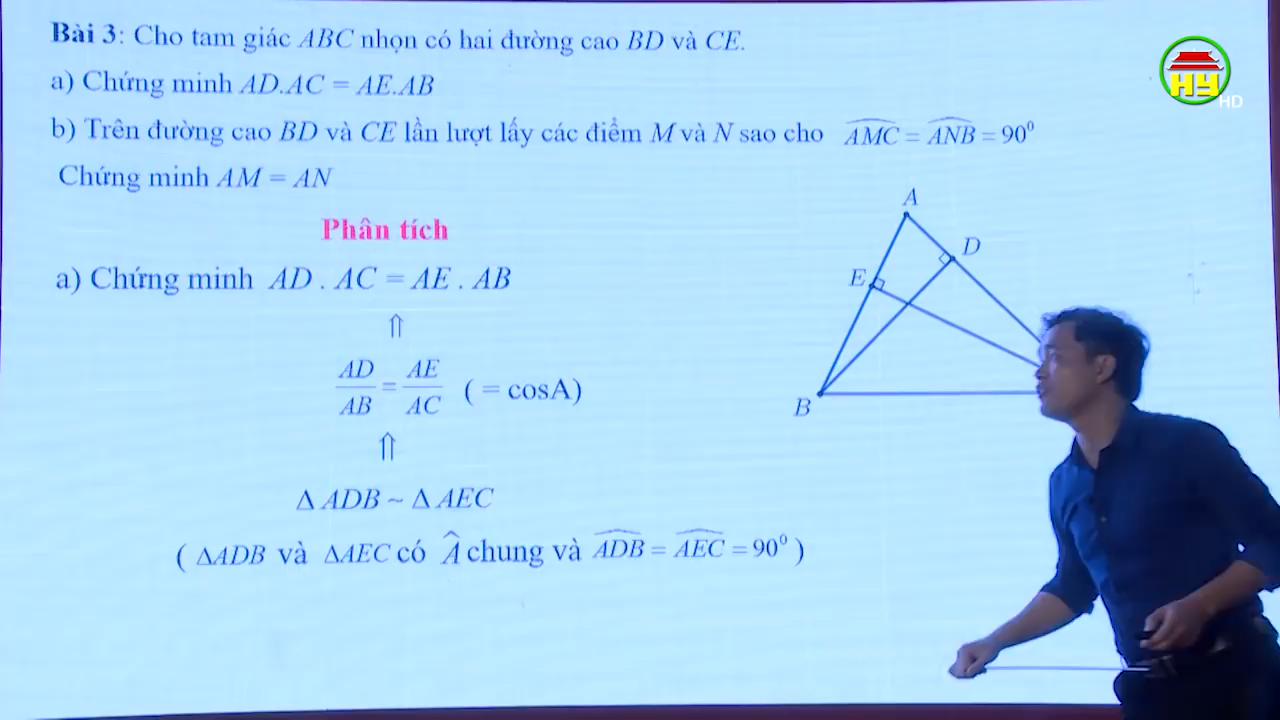 Bài 3: Cho tam giác ABC nhọn có hai đường cao BD và CE.
a) Chứng minh AD.AC = AE.AB
b) Trên đường cao BD và CE lần lượt lấy các điểm M và N sao cho AMC = ANB = 90⁰
Chứng minh AM = AN
Phân tích
a) Chứng minh AD . AC = AE . AB
⇑
AD/AB = AE/AC ( = cosA)
⇑
Δ ADB ~ Δ AEC
( ΔADB và ΔAEC có Â chung và ADB = AEC = 90⁰ )
A
D
E
B
HY
HD